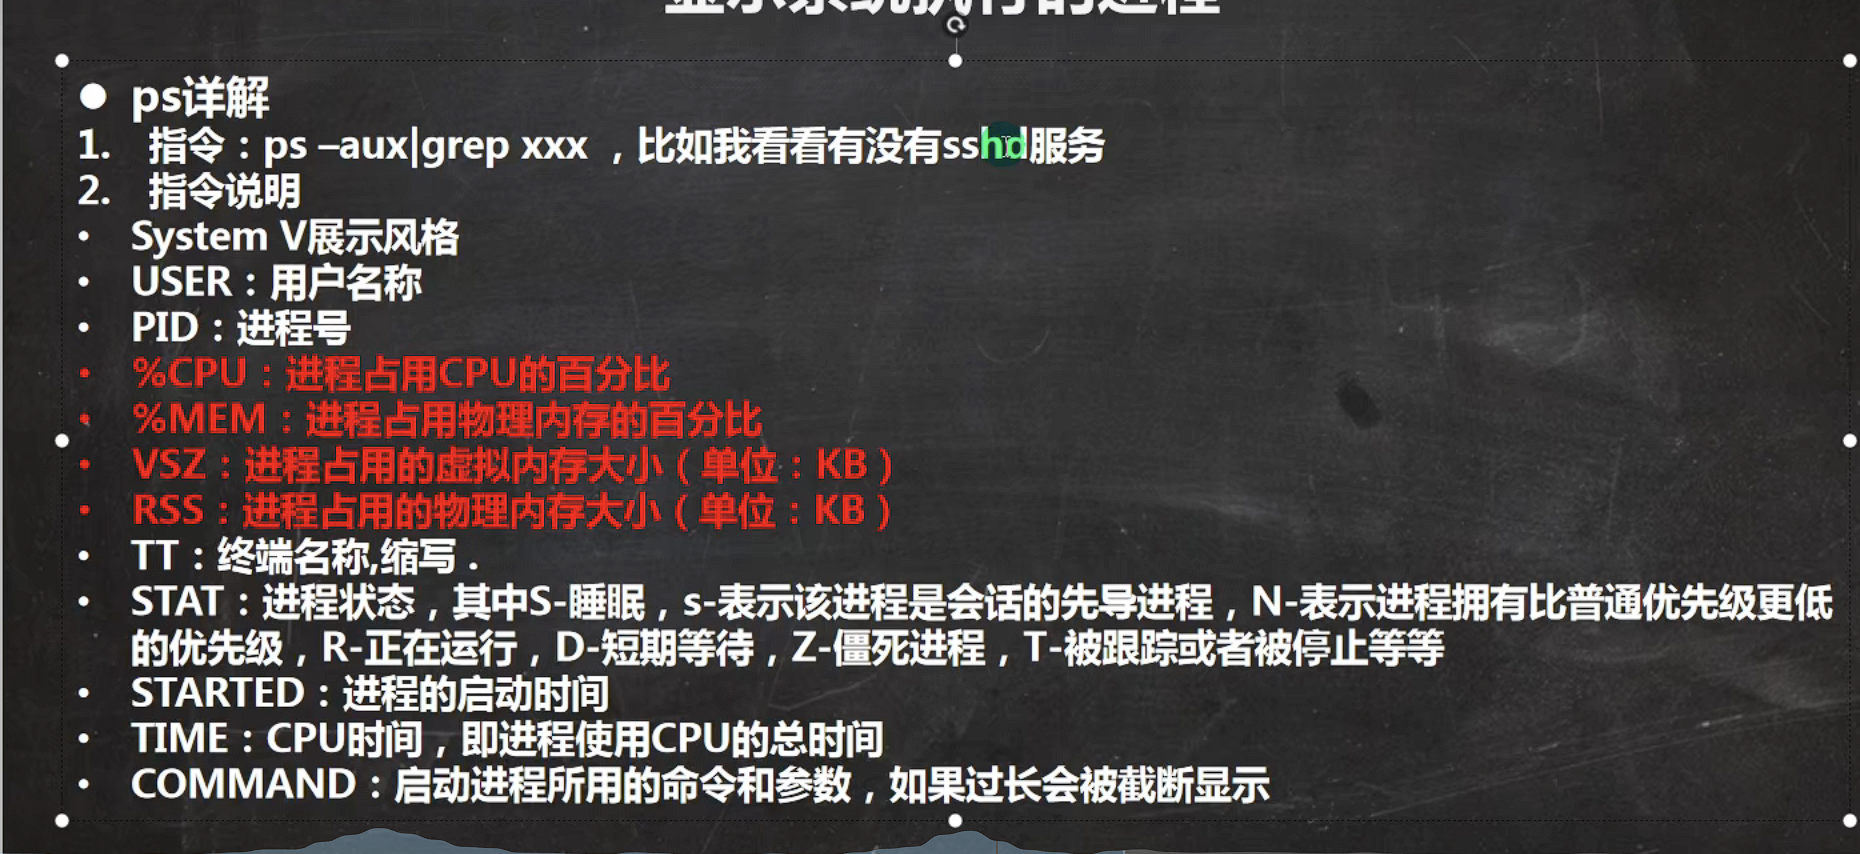 显示系统执行的进程
● ps详解
1. 指令：ps –aux|grep xxx ，比如我看看有没有sshd服务
2. 指令说明
• System V展示风格
• USER：用户名称
• PID：进程号
• %CPU：进程占用CPU的百分比
• %MEM：进程占用物理内存的百分比
• VSZ：进程占用的虚拟内存大小（单位：KB）
• RSS：进程占用的物理内存大小（单位：KB）
• TT：终端名称,缩写．
• STAT：进程状态，其中S-睡眠，s-表示该进程是会话的先导进程，N-表示进程拥有比普通优先级更低
的优先级，R-正在运行，D-短期等待，Z-僵死进程，T-被跟踪或者被停止等等
• STARTED：进程的启动时间
• TIME：CPU时间，即进程使用CPU的总时间
• COMMAND：启动进程所用的命令和参数，如果过长会被截断显示